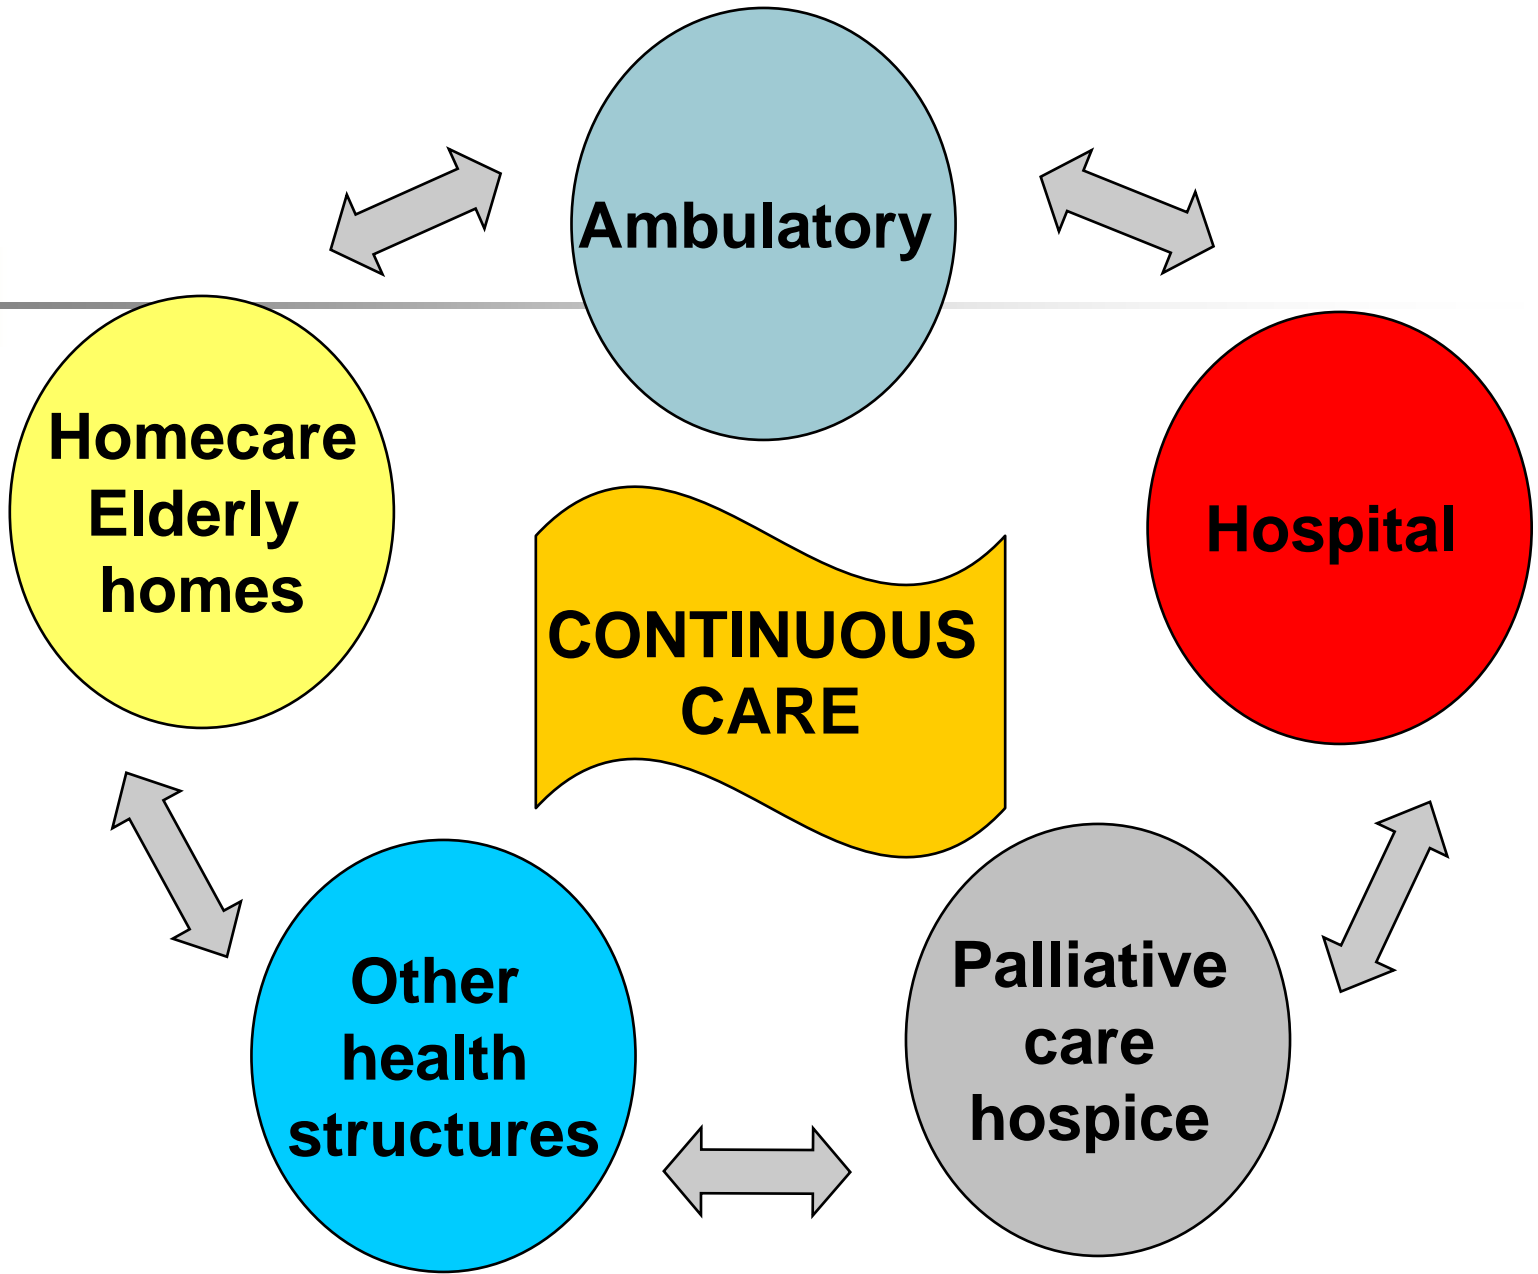 Ambulatory
Homecare
Elderly
homes
Hospital
CONTINUOUS
CARE
Other
health
structures
Palliative
care
hospice